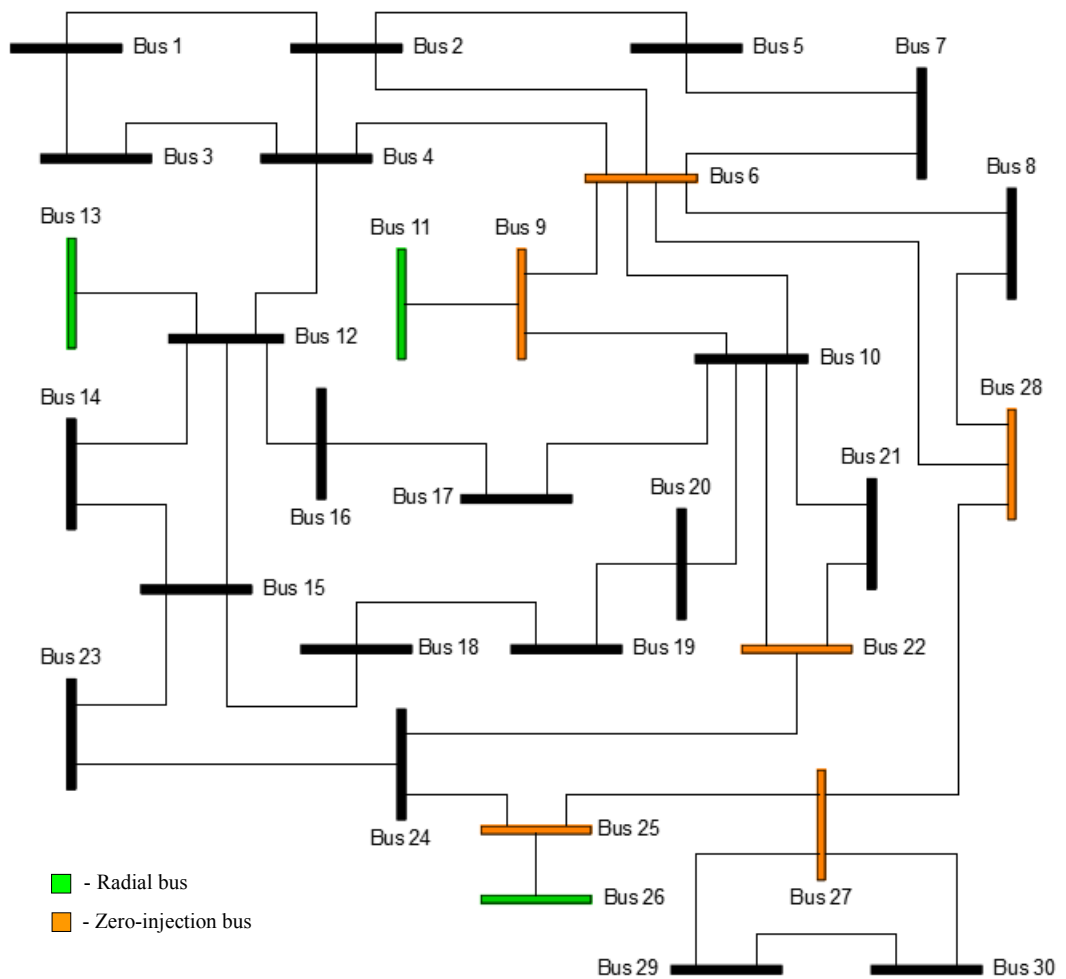 Bus 1
Bus 2
Bus 5
Bus 7
Bus 3
Bus 4
Bus 6
Bus 8
Bus 13
Bus 11
Bus 9
Bus 12
Bus 10
Bus 14
Bus 28
Bus 21
Bus 17
Bus 20
Bus 16
Bus 15
Bus 18
Bus 19
Bus 22
Bus 23
Bus 25
Bus 24
- Radial bus
Bus 26
Bus 27
- Zero-injection bus
Bus 29
Bus 30